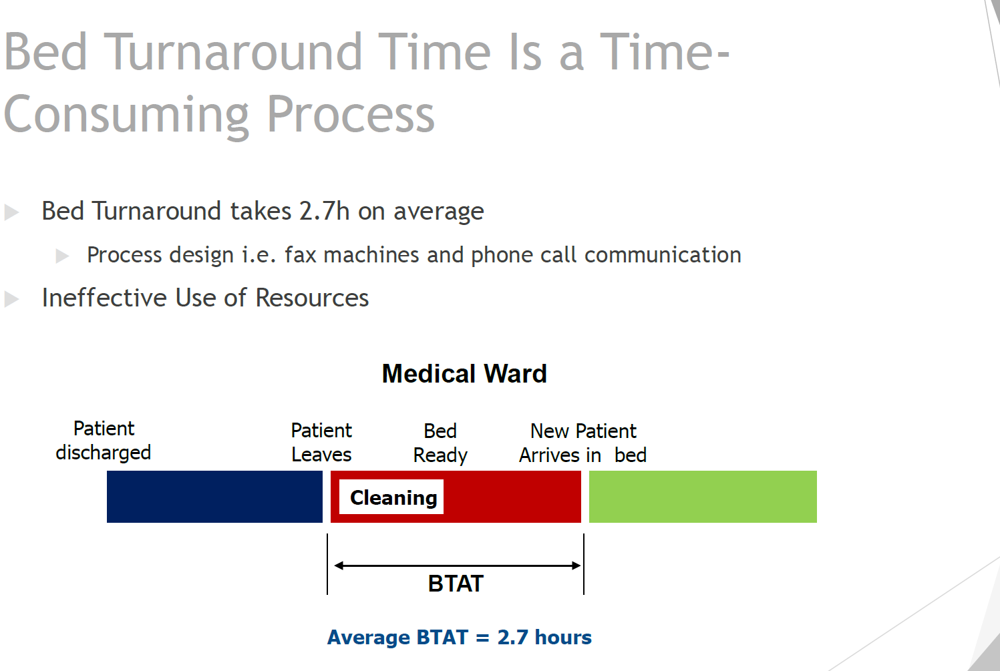 Bed Turnaround Time Is a Time-
Consuming Process
Bed Turnaround takes 2.7h on average
Process design i.e. fax machines and phone call communication
Ineffective Use of Resources
Medical Ward
Patient
discharged
Patient
Leaves
Bed
Ready
New Patient
Arrives in bed
Cleaning
BTAT
Average BTAT = 2.7 hours